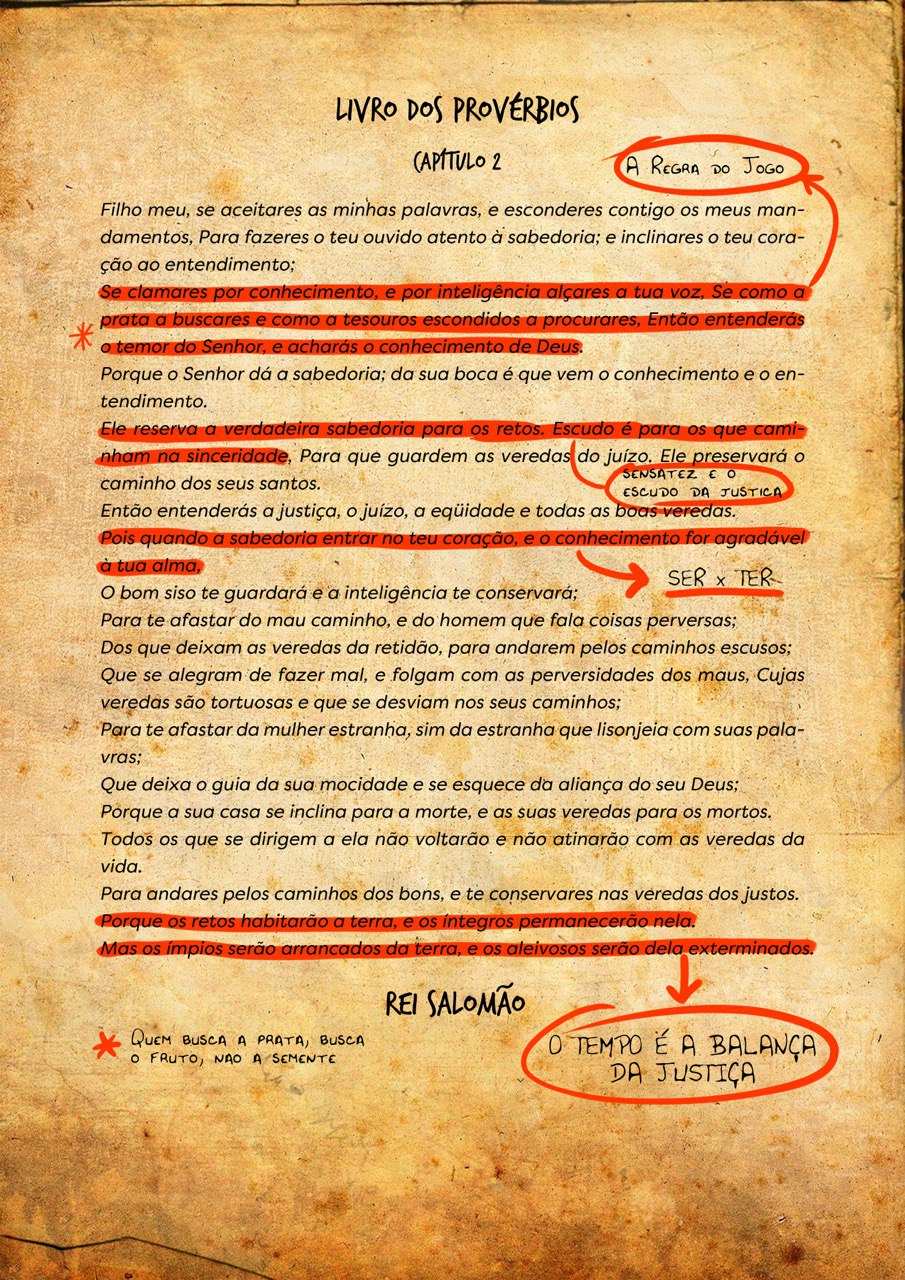 LIVRO DOS PROVÉRBIOS
CAPÍTULO 2
A REGRA DO JOGO
Filho meu, se aceitares as minhas palavras, e esconderes contigo os meus man-
damentos, Para fazeres o teu ouvido atento à sabedoria; e inclinares o teu cora-
ção ao entendimento;
Se clamares por conhecimento, e por inteligência alçares a tua voz, Se como a
prata a buscares e como a tesouros escondidos a procurares, Então entenderás
o temor do Senhor, e acharás o conhecimento de Deus.
Porque o Senhor dá a sabedoria; da sua boca é que vem o conhecimento e o en-
tendimento.
Ele reserva a verdadeira sabedoria para os retos. Escudo é para os que cami-
nham na sinceridade, Para que guardem as veredas do juízo. Ele preservará o
caminho dos seus santos.
SENSATEZ E O
ESCUDO DA JUSTICA
Então entenderás a justiça, o juízo, a eqüidade e todas as boas veredas.
Pois quando a sabedoria entrar no teu coração, e o conhecimento for agradável
à tua alma,
SER x TER
O bom siso te guardará e a inteligência te conservará;
Para te afastar do mau caminho, e do homem que fala coisas perversas;
Dos que deixam as veredas da retidão, para andarem pelos caminhos escusos;
Que se alegram de fazer mal, e folgam com as perversidades dos maus, Cujas
veredas são tortuosas e que se desviam nos seus caminhos;
Para te afastar da mulher estranha, sim da estranha que lisonjeia com suas pala-
vras;
Que deixa o guia da sua mocidade e se esquece da aliança do seu Deus;
Porque a sua casa se inclina para a morte, e as suas veredas para os mortos.
Todos os que se dirigem a ela não voltarão e não atinarão com as veredas da
vida.
Para andares pelos caminhos dos bons, e te conservares nas veredas dos justos.
Porque os retos habitarão a terra, e os íntegros permanecerão nela.
Mas os ímpios serão arrancados da terra, e os aleivosos serão dela exterminados.
REI SALOMÃO
QUEM BUSCA A PRATA, BUSCA
O FRUTO, NAO A SEMENTE
O TEMPO É A BALANÇA
DA JUSTIÇA